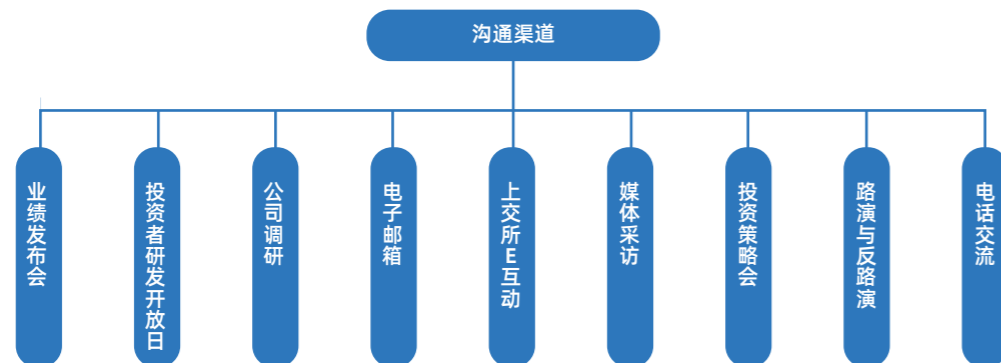 沟通渠道
业绩发布会
投资者研发开放日
公司调研
电子邮箱
上交所E互动
媒体采访
投资策略会
路演与反路演
电话交流